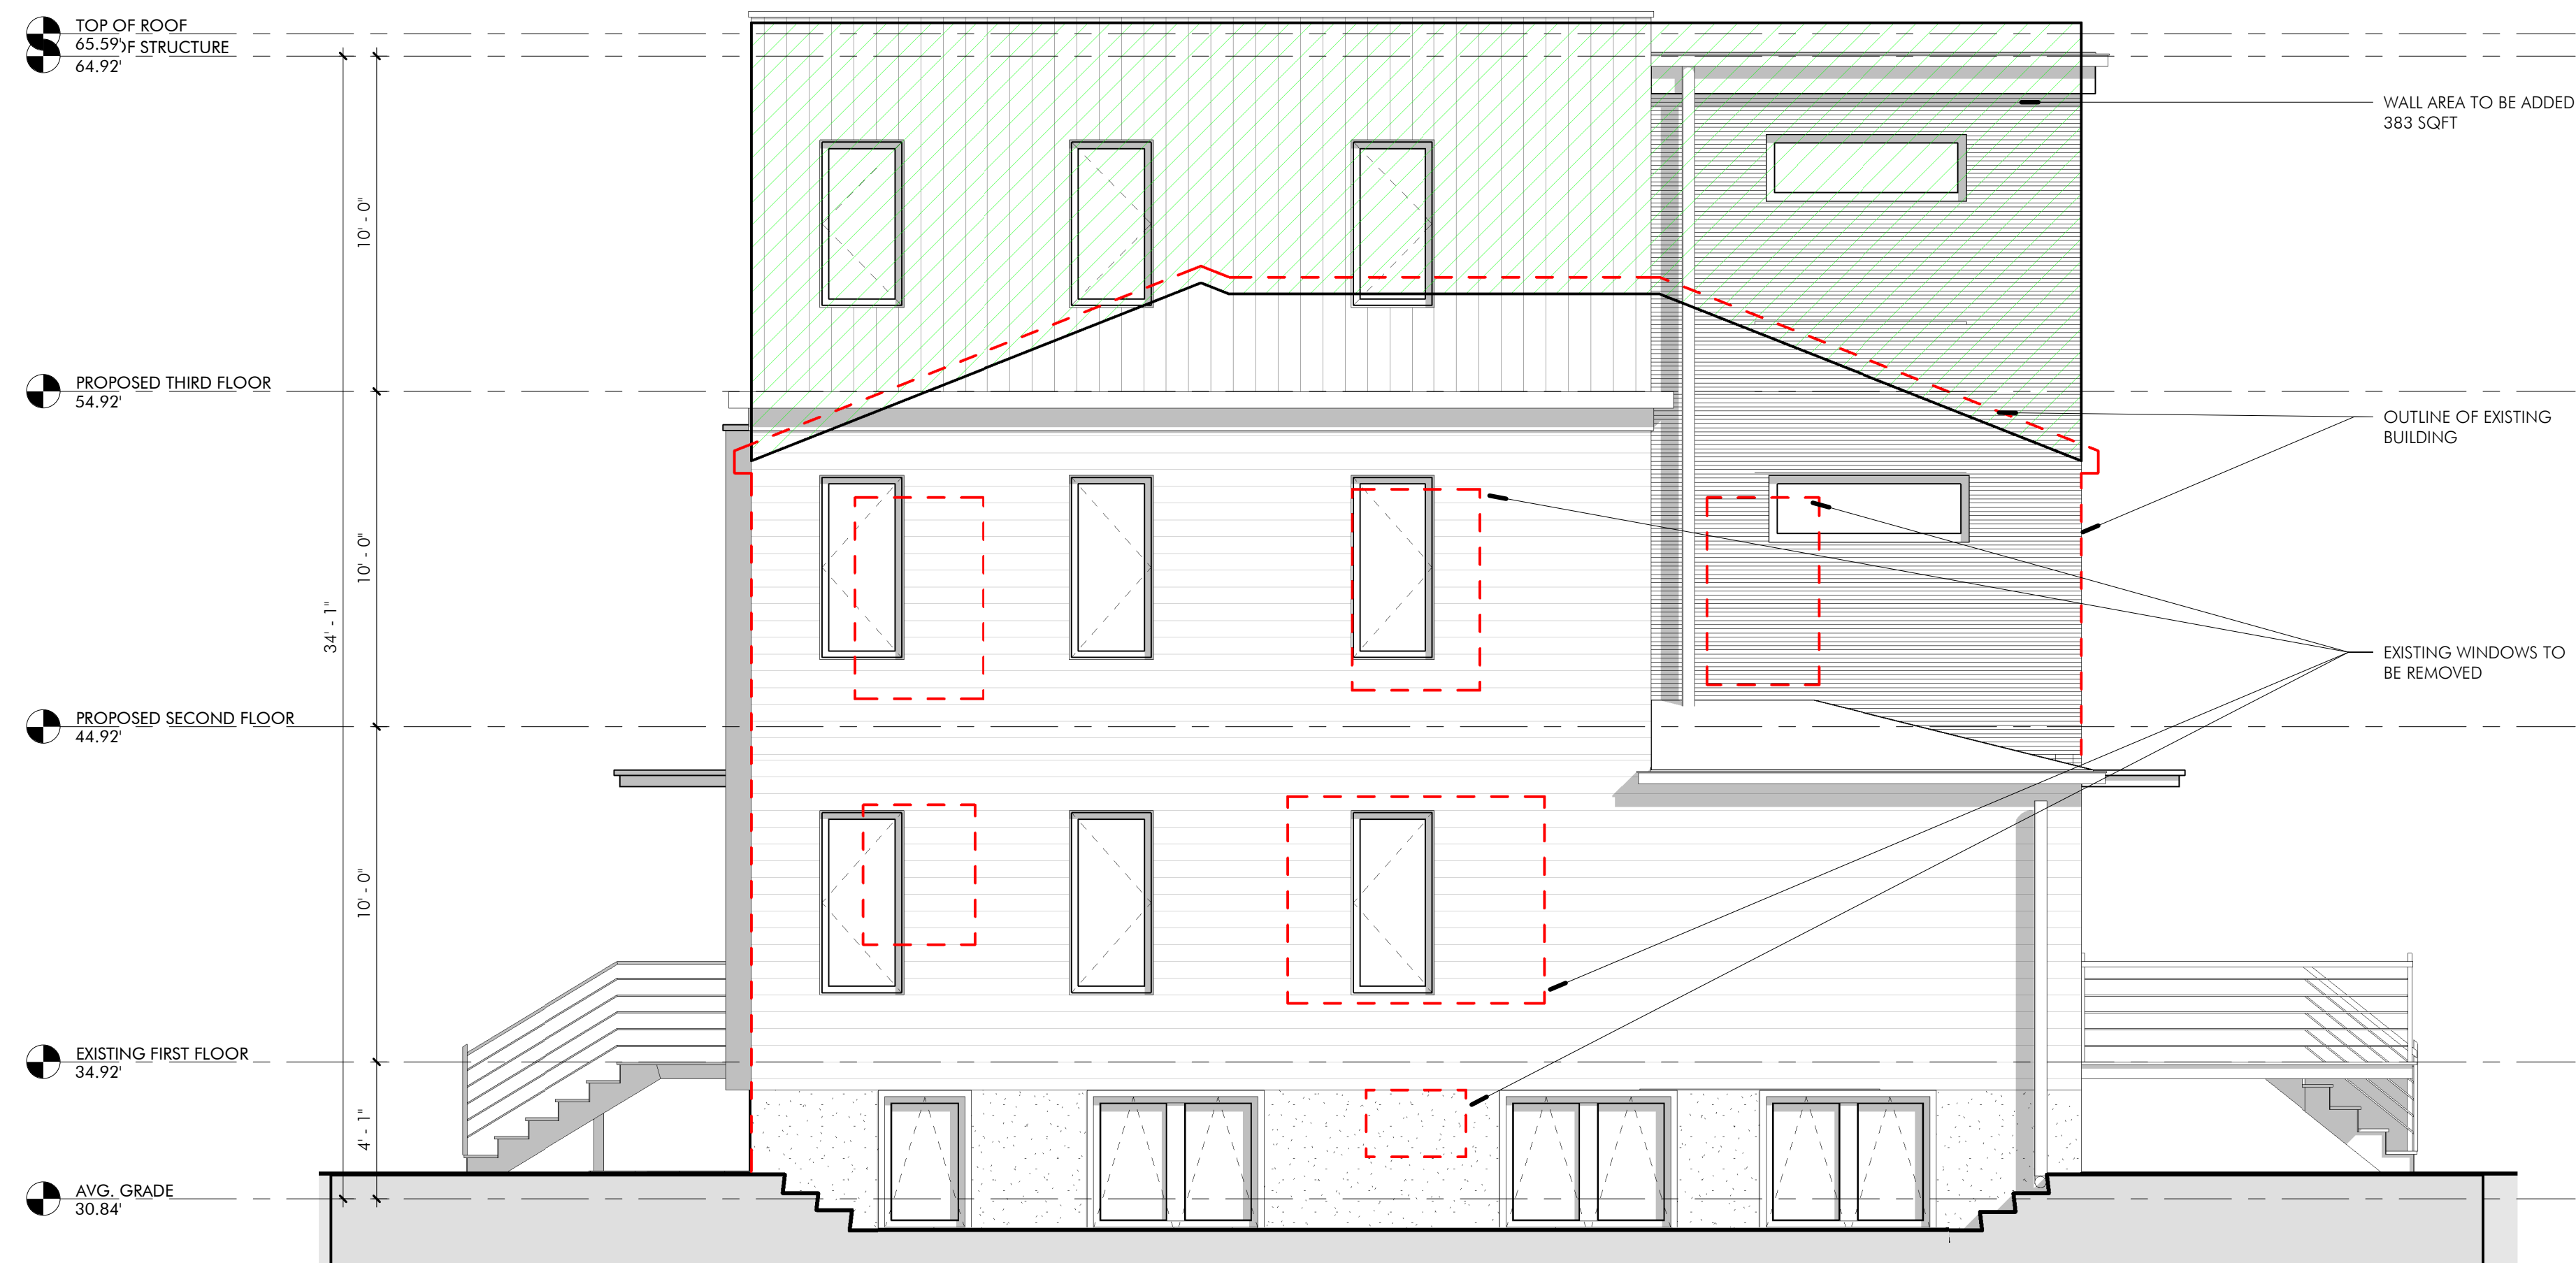 TOP OF ROOF
65.59'
OF STRUCTURE
64.92'
WALL AREA TO BE ADDED
383 SQFT
10' - 0"
PROPOSED THIRD FLOOR
54.92'
OUTLINE OF EXISTING
BUILDING
10' - 0"
34' - 1"
EXISTING WINDOWS TO
BE REMOVED
PROPOSED SECOND FLOOR
44.92'
10' - 0"
EXISTING FIRST FLOOR
34.92'
4' - 1"
AVG. GRADE
30.84'